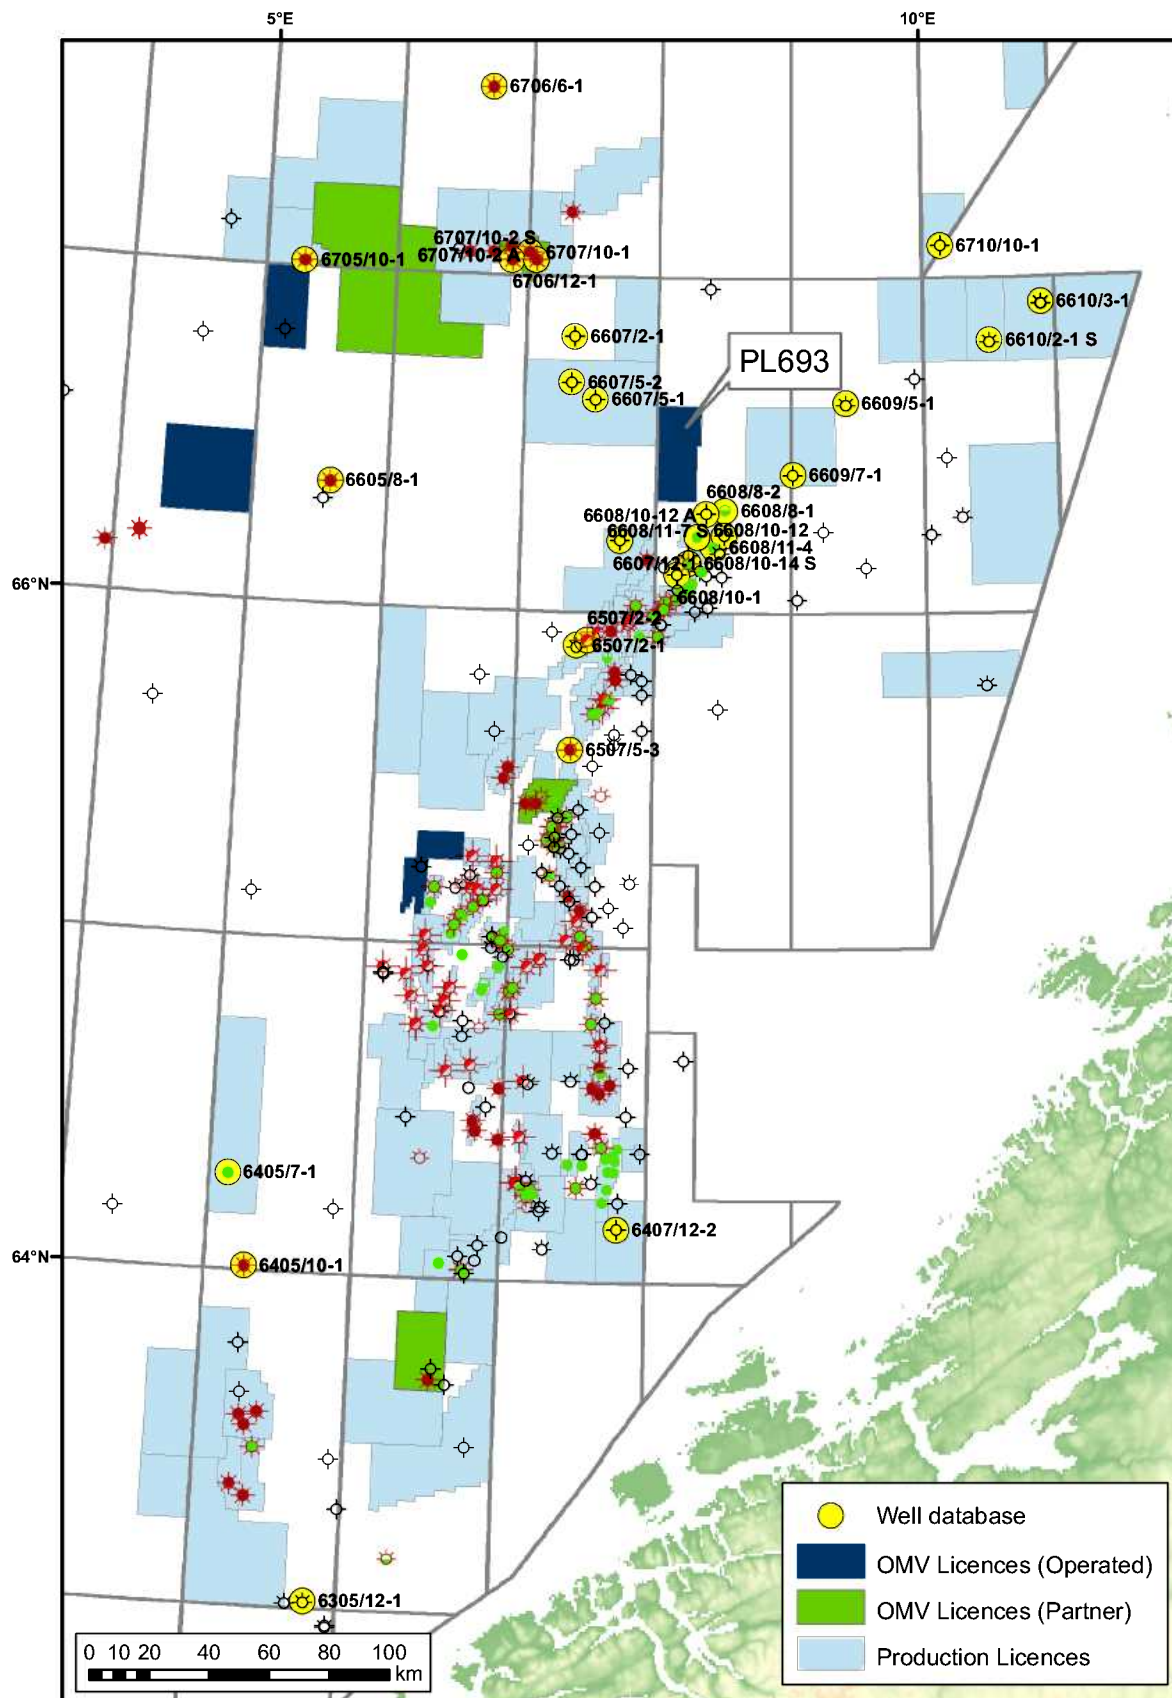 5°E
10°E
6706/6-1
6707/10-2 S
6707/10-2 A
6707/10-1
6705/10-1
6706/12-1
6710/10-1
6610/3-1
6610/2-1 S
6607/2-1
PL693
6607/5-2
6607/5-1
6609/5-1
6605/8-1
6609/7-1
6608/8-2
6608/10-12 A
6608/8-1
6608/11-7 S
6608/10-12
6608/11-4
6607/12-1
6608/10-14 S
66°N
6608/10-1
6507/2-2
6507/2-1
6507/5-3
6405/7-1
6407/12-2
64°N
6405/10-1
6305/12-1
Well database
OMV Licences (Operated)
OMV Licences (Partner)
Production Licences
0 10 20 40 60 80 100
km